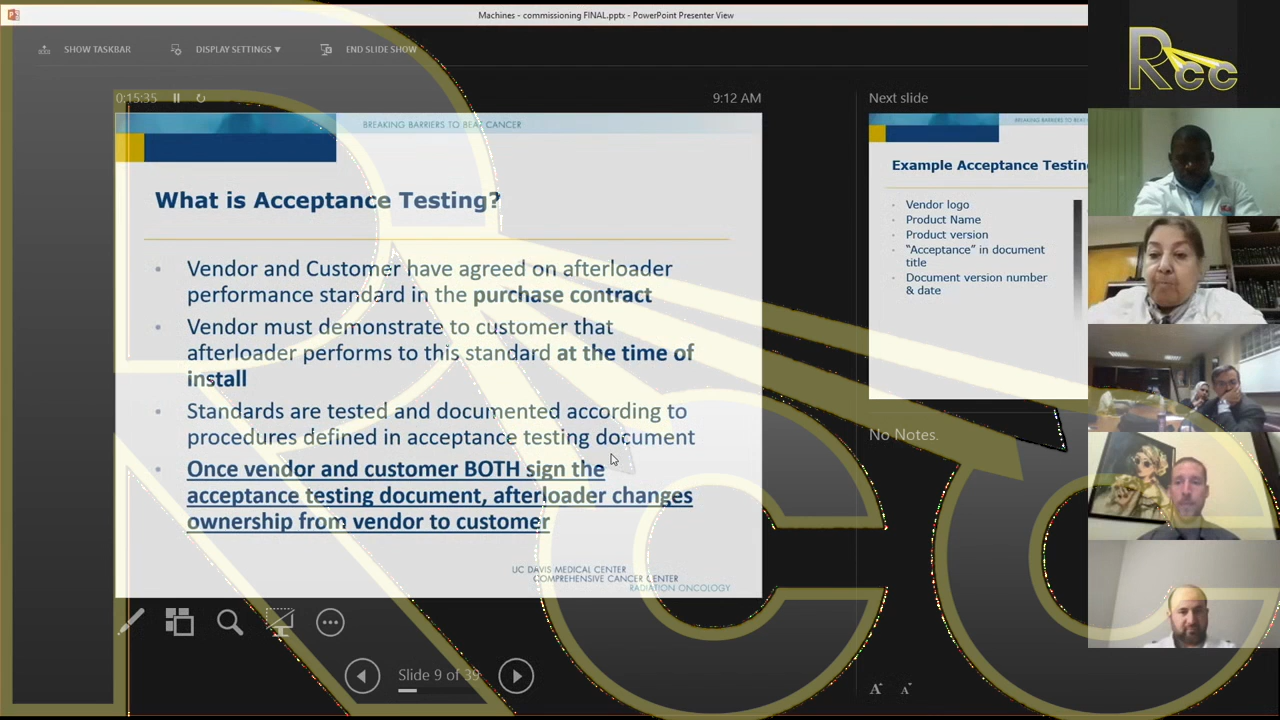 Machines - commissioning FINAL.pptx - PowerPoint Presenter View
SHOW TASKBAR
DISPLAY SETTINGS ▼
END SLIDE SHOW
0:15:35
9:12 AM
BREAKING BARRIERS TO BEAT CANCER
What is Acceptance Testing?
• Vendor and Customer have agreed on afterloader
performance standard in the purchase contract
• Vendor must demonstrate to customer that
afterloader performs to this standard at the time of
install
• Standards are tested and documented according to
procedures defined in acceptance testing document
• Once vendor and customer BOTH sign the
acceptance testing document, afterloader changes
ownership from vendor to customer
UC DAVIS MEDICAL CENTER
COMPREHENSIVE CANCER CENTER
RADIATION ONCOLOGY
Slide 9 of 39
Next slide
BREAKING BARRIERS TO BE
Example Acceptance Testin
• Vendor logo
• Product Name
• Product version
• “Acceptance” in document
title
• Document version number
& date
No Notes.
A A
Rcc
Rcc